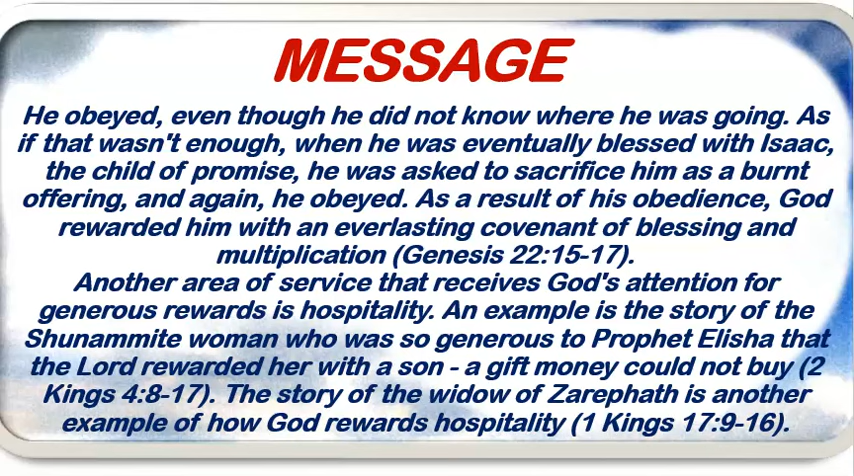 MESSAGE
He obeyed, even though he did not know where he was going. As
if that wasn't enough, when he was eventually blessed with Isaac,
the child of promise, he was asked to sacrifice him as a burnt
offering, and again, he obeyed. As a result of his obedience, God
rewarded him with an everlasting covenant of blessing and
multiplication (Genesis 22:15-17).
Another area of service that receives God's attention for
generous rewards is hospitality. An example is the story of the
Shunammite woman who was so generous to Prophet Elisha that
the Lord rewarded her with a son - a gift money could not buy (2
Kings 4:8-17). The story of the widow of Zarephath is another
example of how God rewards hospitality (1 Kings 17:9-16).